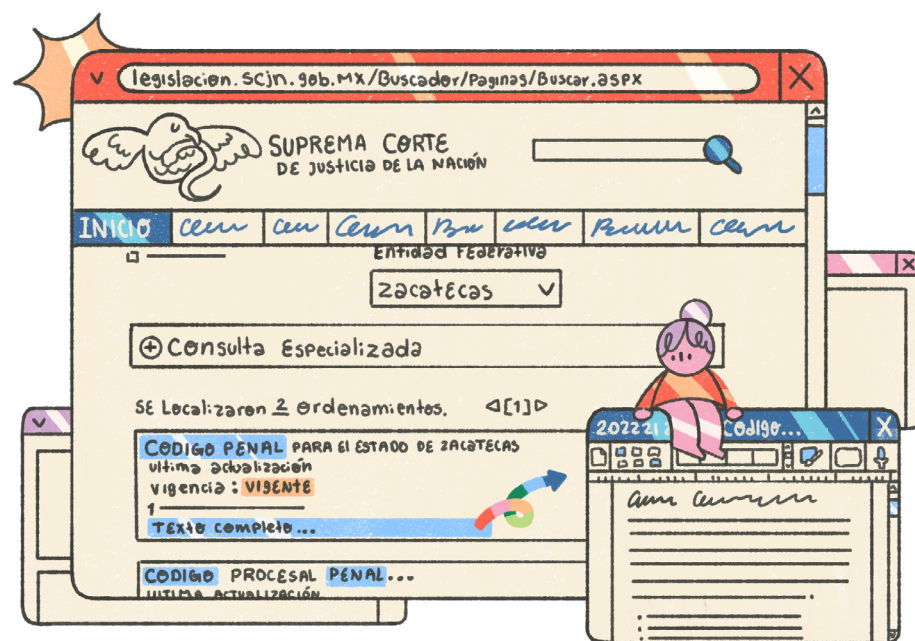 legislacion.scjn.gob.mx/Buscador/Paginas/Buscar.aspx
SUPREMA CORTE
DE JUSTICIA DE LA NACIÓN
INICIO
Entidad Federativa
Zacatecas
Consulta Especializada
SE Localizaron 2 ordenamientos. [1]
CODIGO PENAL PARA El ESTADO DE ZACATECAS
ultima actualización
vigencia: VIGENTE
1
TEXTO completo...
CODIGO PROCESAL PENAL...
ULTIMA ACTUALIZACIÓN
Codigo...